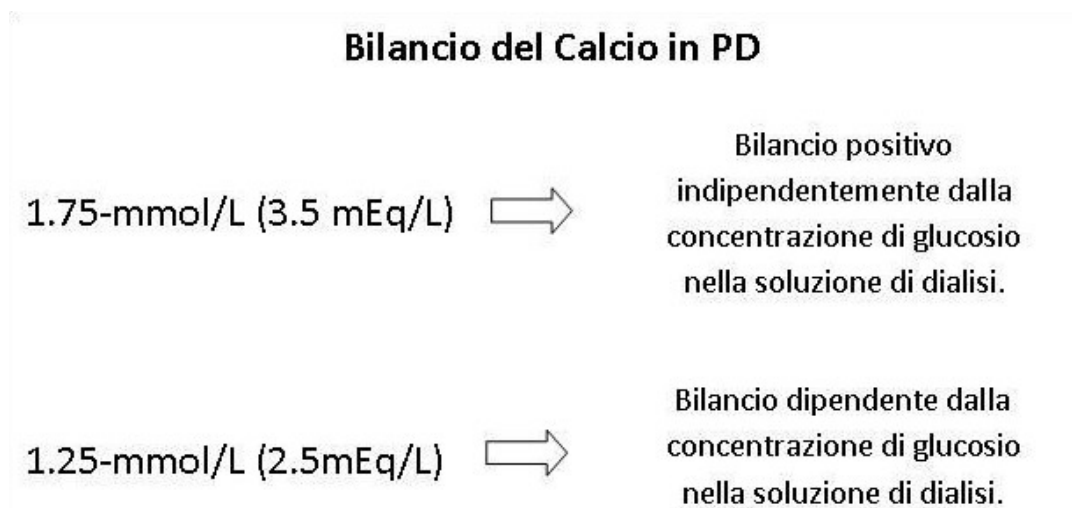 Bilancio del Calcio in PD
1.75-mmol/L (3.5 mEq/L)
Bilancio positivo
indipendentemente dalla
concentrazione di glucosio
nella soluzione di dialisi.
1.25-mmol/L (2.5mEq/L)
Bilancio dipendente dalla
concentrazione di glucosio
nella soluzione di dialisi.